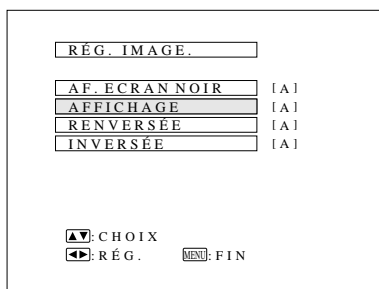 RÉG. IMAGE.
AF. ECRAN NOIR [A]
AFFICHAGE [A]
RENVERSÉE [A]
INVERSÉE [A]
▲▼: CHOIX
◀▶: RÉG. MENU: FIN